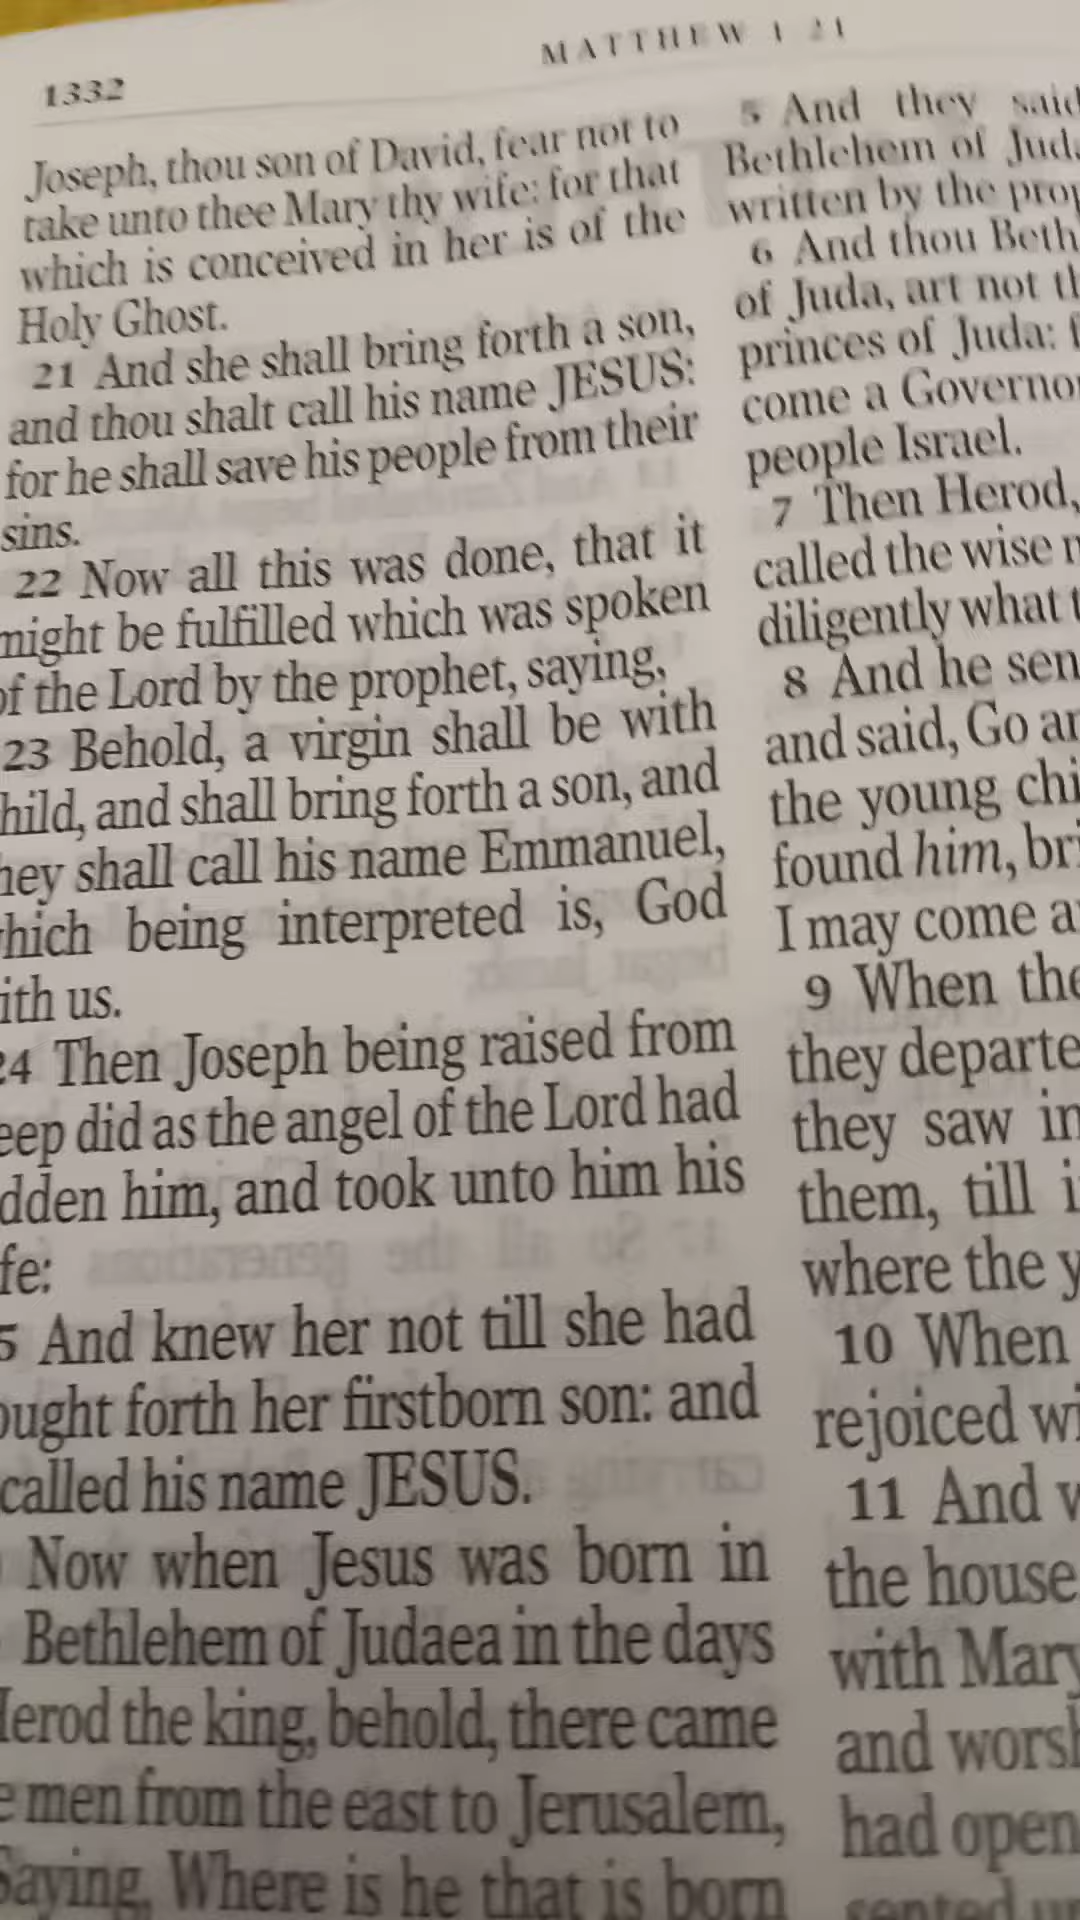 1332
MATTHEW 1 21
Joseph, thou son of David, fear not to
take unto thee Mary thy wife: for that
which is conceived in her is of the
Holy Ghost.
21 And she shall bring forth a son,
and thou shalt call his name JESUS:
for he shall save his people from their
sins.
22 Now all this was done, that it
might be fulfilled which was spoken
of the Lord by the prophet, saying,
23 Behold, a virgin shall be with
hild, and shall bring forth a son, and
hey shall call his name Emmanuel,
hich being interpreted is, God
ith us.
24 Then Joseph being raised from
eep did as the angel of the Lord had
dden him, and took unto him his
fe:
5 And knew her not till she had
ought forth her firstborn son: and
called his name JESUS.
Now when Jesus was born in
Bethlehem of Judaea in the days
Herod the king, behold, there came
e men from the east to Jerusalem,
Saying, Where is he that is born
5 And they said
Bethlehem of Juda
written by the prop
6 And thou Beth
of Juda, art not th
princes of Juda: f
come a Governor
people Israel.
7 Then Herod,
called the wise m
diligently what t
8 And he sen
and said, Go an
the young chi
found him, bri
I may come a
9 When the
they departe
they saw in
them, till i
where the y
10 When
rejoiced wi
11 And w
the house
with Mary
and worsh
had open
sented un